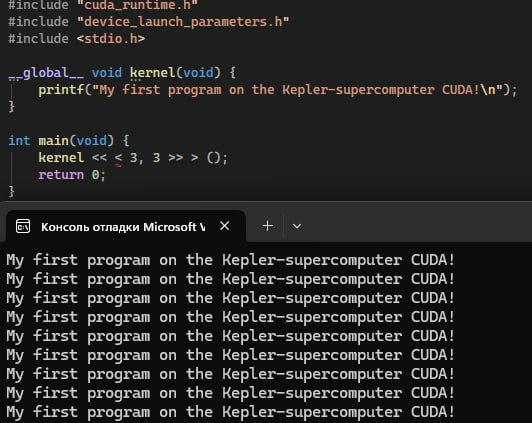 #include "cuda_runtime.h"
#include "device_launch_parameters.h"
#include <stdio.h>
__global__ void kernel(void) {
printf("My first program on the Kepler-supercomputer CUDA!\n");
}
int main(void) {
kernel << < 3, 3 >> > ();
return 0;
}
Консоль отладки Microsoft V
My first program on the Kepler-supercomputer CUDA!
My first program on the Kepler-supercomputer CUDA!
My first program on the Kepler-supercomputer CUDA!
My first program on the Kepler-supercomputer CUDA!
My first program on the Kepler-supercomputer CUDA!
My first program on the Kepler-supercomputer CUDA!
My first program on the Kepler-supercomputer CUDA!
My first program on the Kepler-supercomputer CUDA!
My first program on the Kepler-supercomputer CUDA!